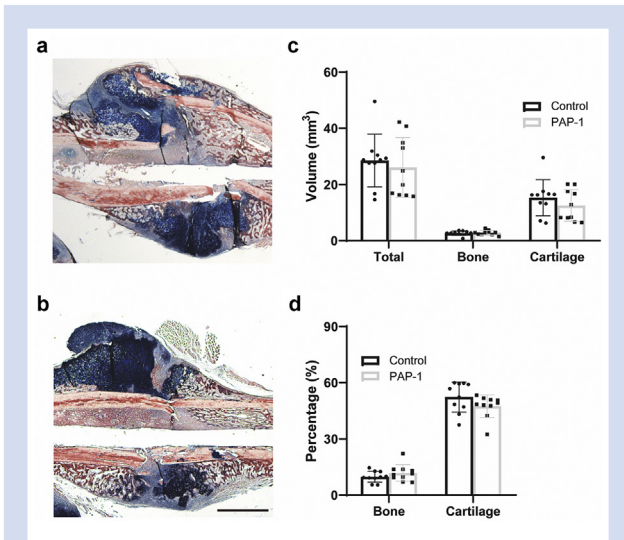 a
c
60
40
20
0
Volume (mm³)
Control
PAP-1
Total
Bone
Cartilage
b
d
90
60
30
0
Percentage (%)
Control
PAP-1
Bone
Cartilage